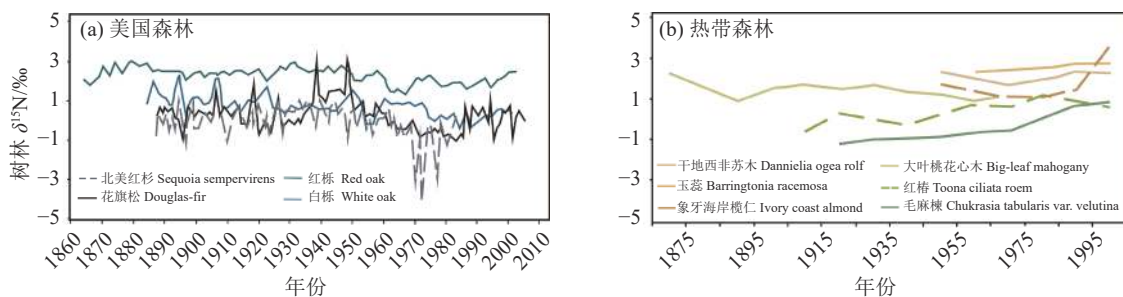 (a) 美国森林
树林 δ¹⁵N/‰
5
3
1
−1
−3
−5
北美红杉 Sequoia sempervirens
红栎 Red oak
花旗松 Douglas-fir
白栎 White oak
1860 1870 1880 1890 1900 1910 1920 1930 1940 1950 1960 1970 1980 1990 2000 2010
年份
(b) 热带森林
5
3
1
−1
−3
−5
干地西非苏木 Dannielia ogea rolf
大叶桃花心木 Big-leaf mahogany
玉蕊 Barringtonia racemosa
红椿 Toona ciliata roem
象牙海岸榄仁 Ivory coast almond
毛麻楝 Chukrasia tabularis var. velutina
1875 1895 1915 1935 1955 1975 1995
年份